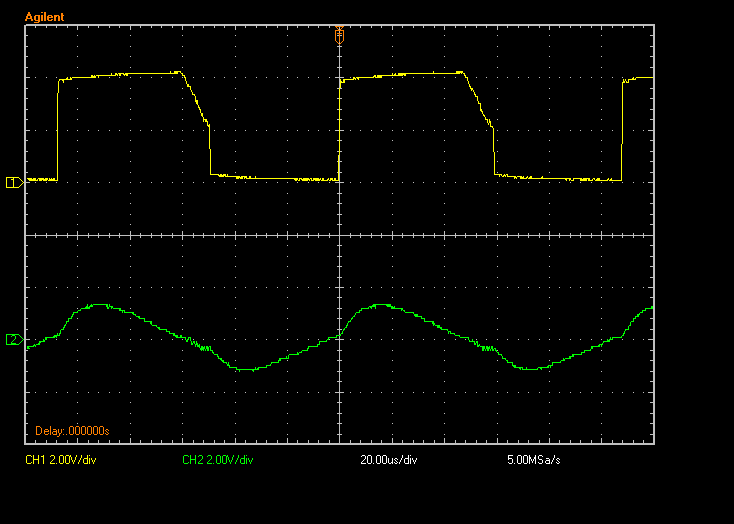 Agilent
1
2
Delay:.000000s
CH1 2.00V/div CH2 2.00V/div 20.00us/div 5.00MSa/s